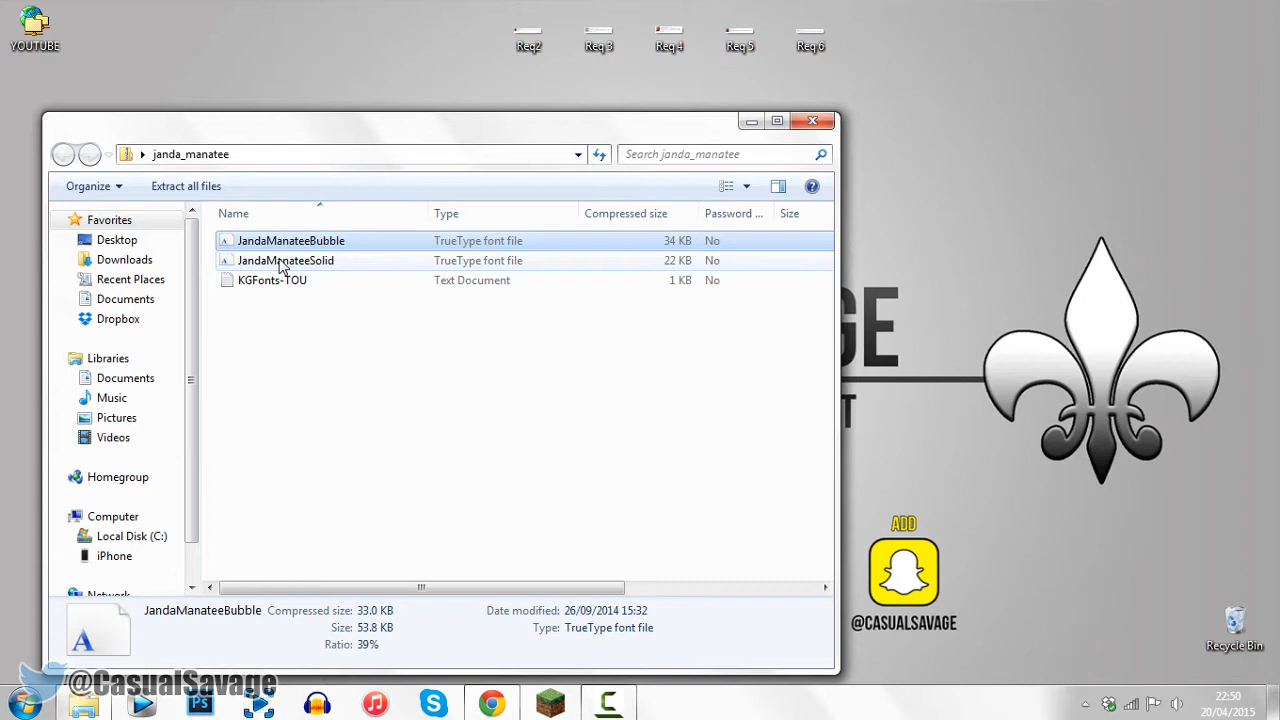 YOUTUBE
Req2
Req 3
Req 4
Req 5
Req 6
janda_manatee
Search janda_manatee
Organize
Extract all files
Name Type Compressed size Password ... Size
Favorites
Desktop
Downloads
Recent Places
Documents
Dropbox
Libraries
Documents
Music
Pictures
Videos
Homegroup
Computer
Local Disk (C:)
iPhone
JandaManateeBubble TrueType font file 34 KB No
JandaManateeSolid TrueType font file 22 KB No
KGFonts-TOU Text Document 1 KB No
JandaManateeBubble Compressed size: 33.0 KB Date modified: 26/09/2014 15:32
Size: 53.8 KB Type: TrueType font file
Ratio: 39%
ADD
@CASUALSAVAGE
Recycle Bin
@CasualSavage
Ps
22:50
20/04/2015